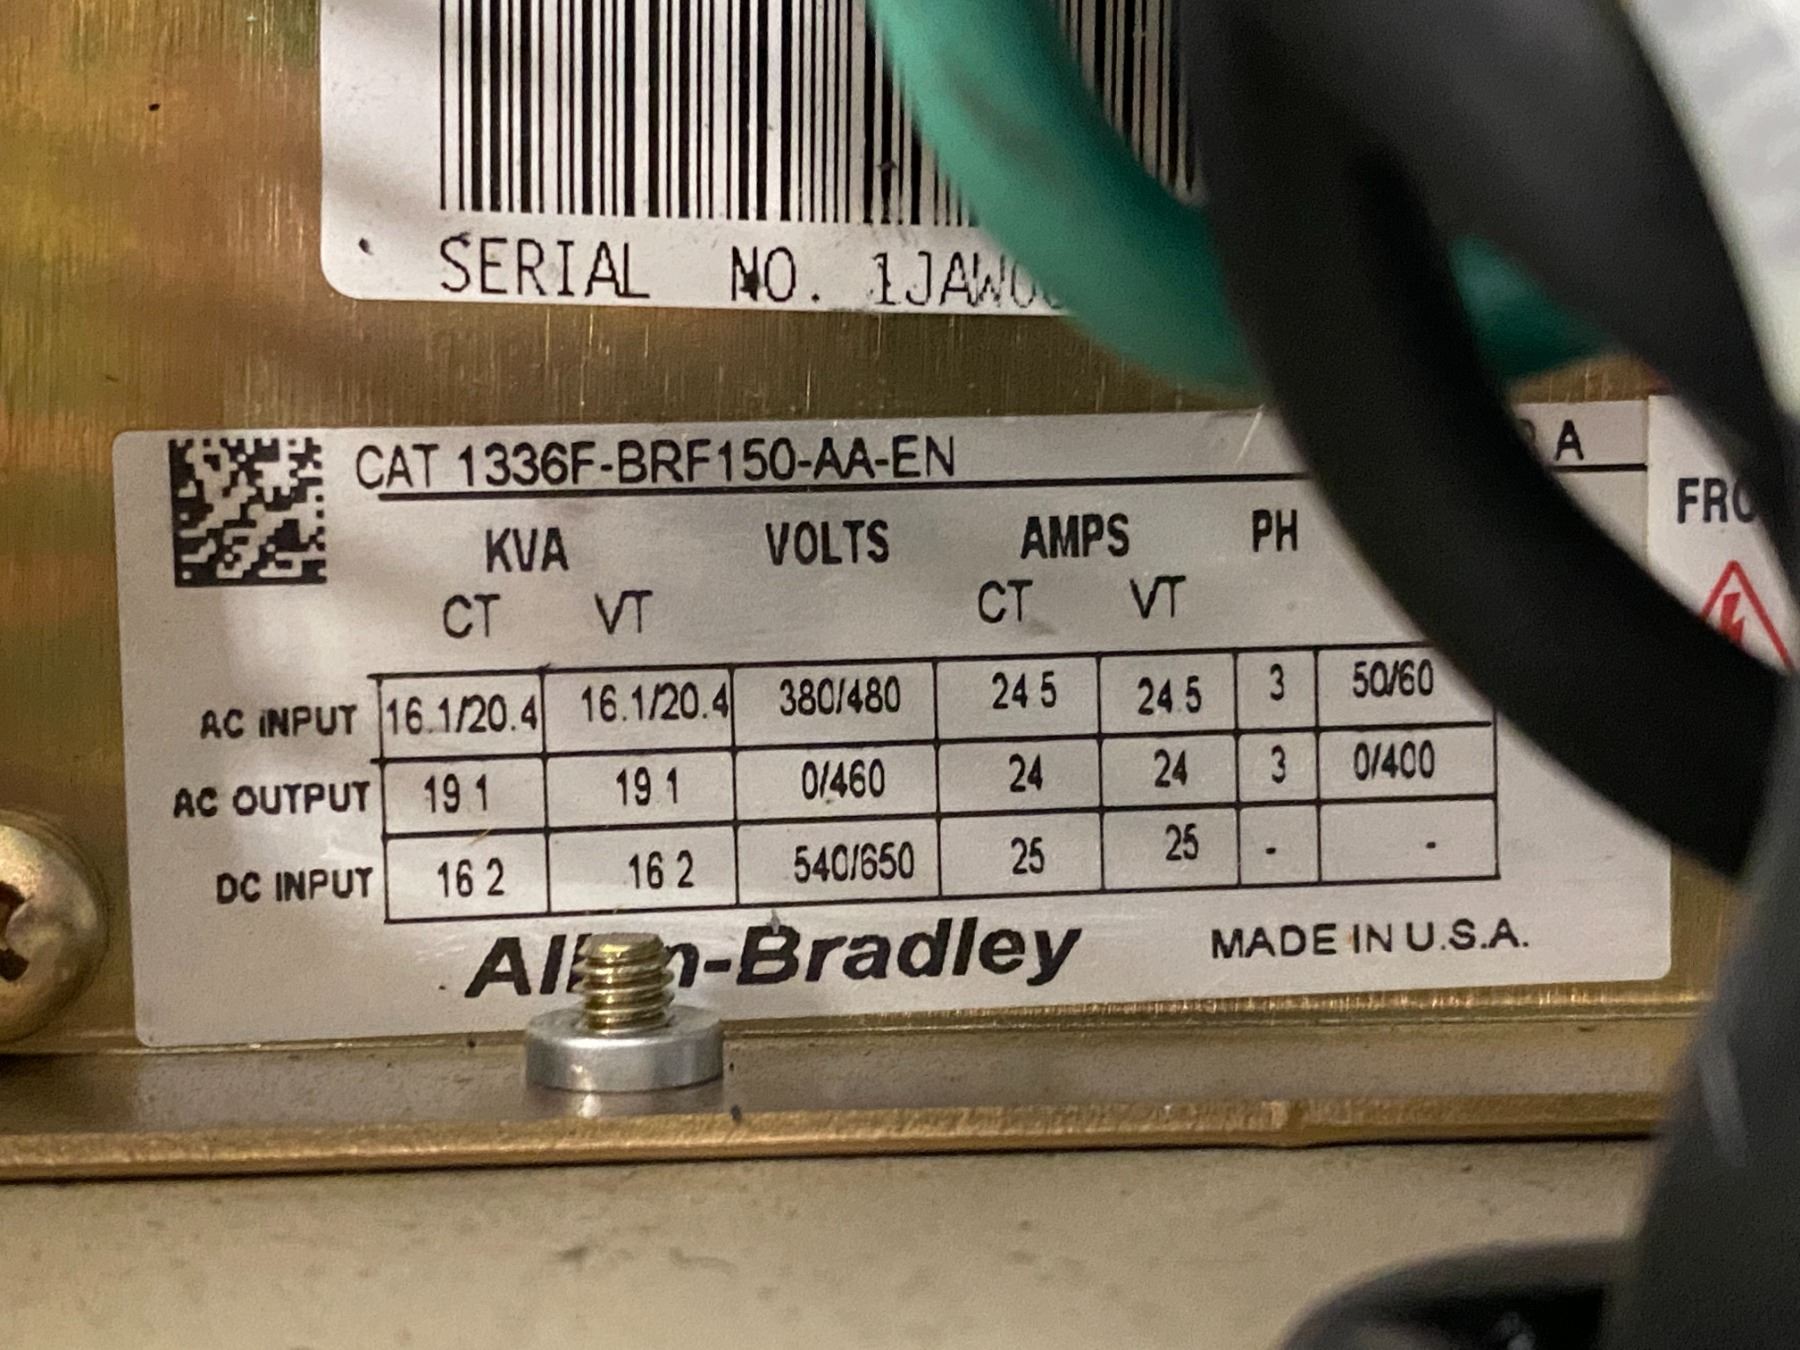 SERIAL NO.
CAT 1336F-BRF150-AA-EN A
KVA VOLTS AMPS PH
CT VT CT VT
AC INPUT 16.1/20.4 16.1/20.4 380/480 24 5 24.5 3 50/60
AC OUTPUT 19 1 19 1 0/460 24 24 3 0/400
DC INPUT 16 2 16 2 540/650 25 25 - -
Allen-Bradley MADE IN U.S.A.